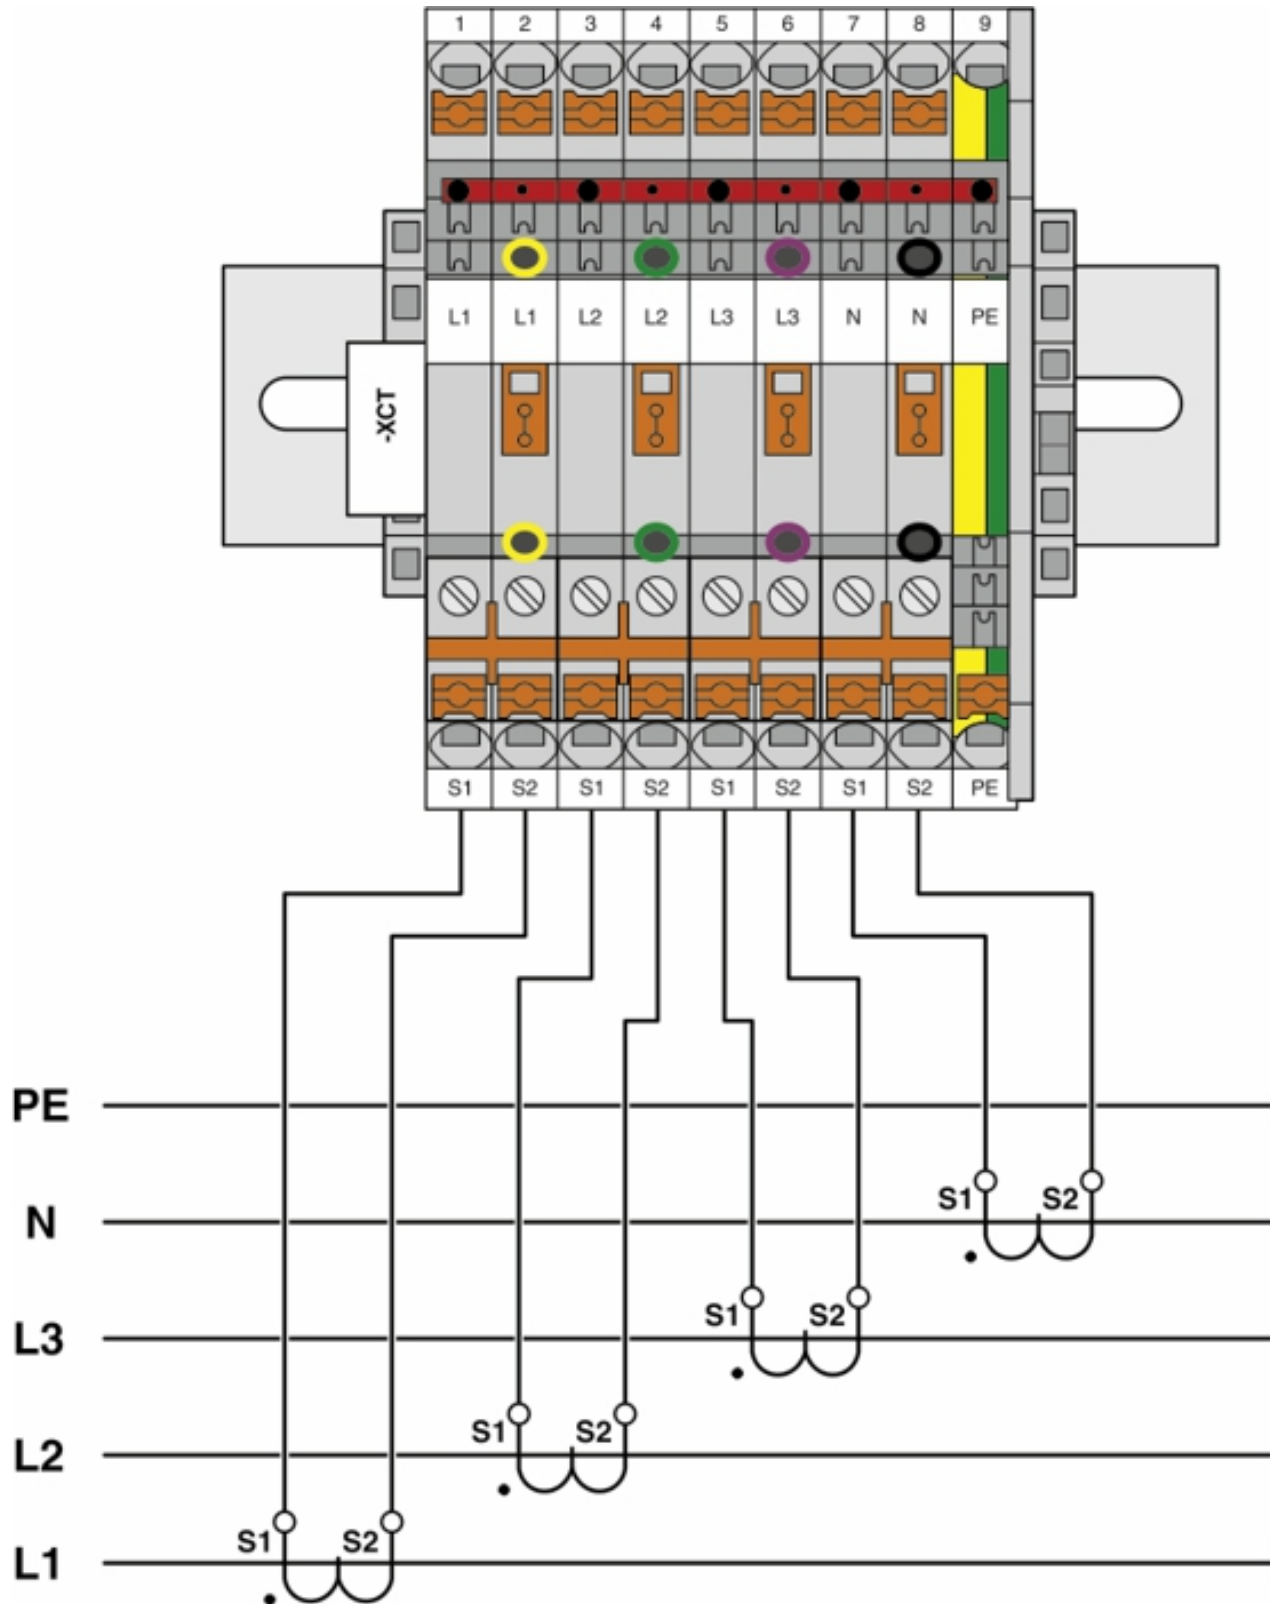 1 2 3 4 5 6 7 8 9
L1 L1 L2 L2 L3 L3 N N PE
-XCT
S1 S2 S1 S2 S1 S2 S1 S2 PE
PE
S1 S2
N
S1 S2
L3
S1 S2
L2
S1 S2
L1